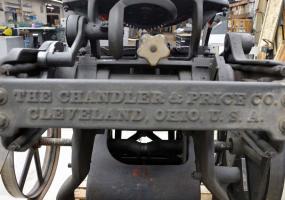 THE CHANDLER & PRICE CO.
CLEVELAND, OHIO, U.S.A.